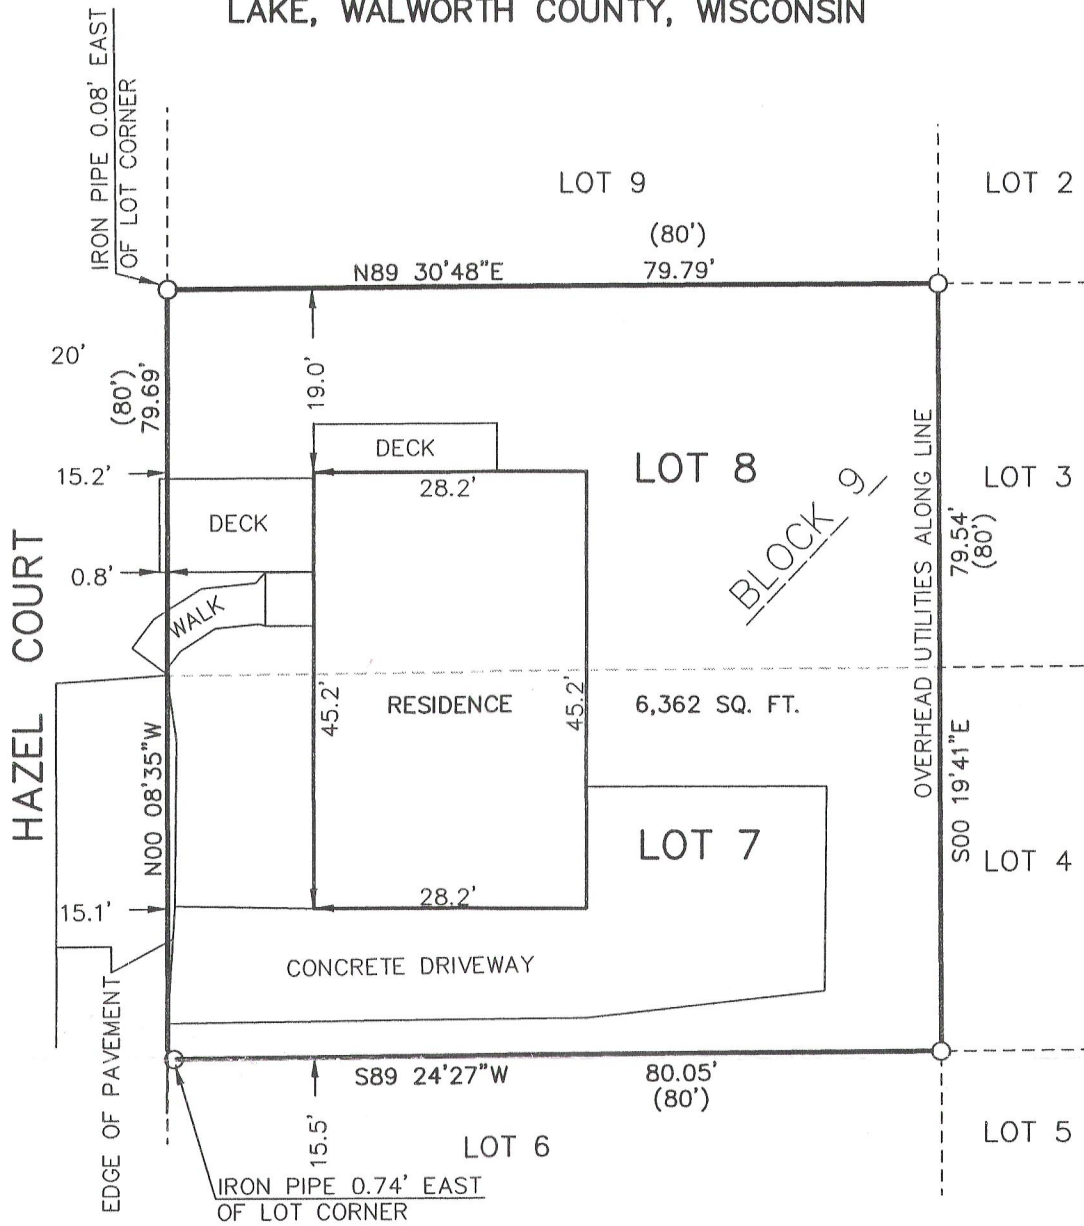 LAKE, WALWORTH COUNTY, WISCONSIN
IRON PIPE 0.08' EAST
OF LOT CORNER
LOT 9
LOT 2
(80')
N89 30'48"E
79.79'
20'
(80')
79.69'
19.0'
DECK
28.2'
LOT 8
LOT 3
15.2'
DECK
BLOCK 9
OVERHEAD UTILITIES ALONG LINE
79.54'
(80')
0.8'
WALK
HAZEL COURT
45.2'
RESIDENCE
45.2'
6,362 SQ. FT.
N00 08'35"W
S00 19'41"E
LOT 7
LOT 4
15.1'
28.2'
CONCRETE DRIVEWAY
EDGE OF PAVEMENT
S89 24'27"W
80.05'
(80')
15.5'
LOT 6
LOT 5
IRON PIPE 0.74' EAST
OF LOT CORNER